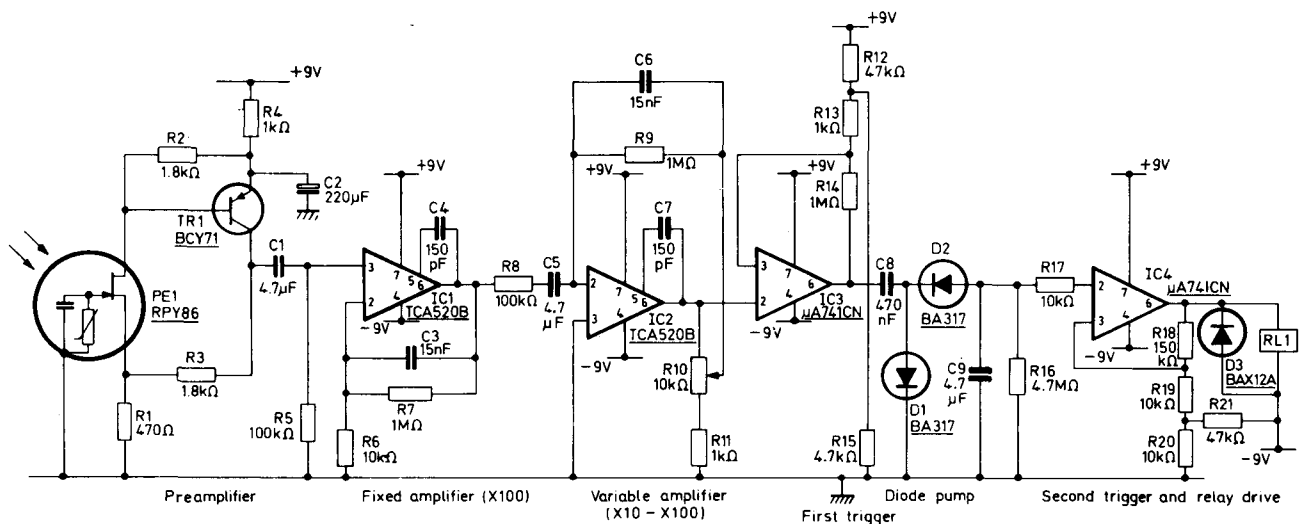 +9V
R4
1kΩ
R2
1.8kΩ
C2
220µF
TR1
BCY71
C1
4.7µF
PE1
RPY86
R3
1.8kΩ
R1
470Ω
R5
100kΩ
Preamplifier
+9V
C4
150
pF
3
7
5
6
2
4
IC1
TCA520B
-9V
C3
15nF
R7
1MΩ
R6
10kΩ
Fixed amplifier (X100)
R8
100kΩ
C5
4.7
µF
C6
15nF
R9
1MΩ
+9V
C7
150
pF
2
7
5
6
3
4
IC2
TCA520B
-9V
R10
10kΩ
R11
1kΩ
Variable amplifier
(X10 - X100)
+9V
R12
47kΩ
R13
1kΩ
+9V
R14
1MΩ
3
7
6
2
4
IC3
µA741CN
-9V
R15
4.7kΩ
First trigger
C8
470
nF
D2
BA317
D1
BA317
C9
4.7
µF
R16
4.7MΩ
Diode pump
R17
10kΩ
+9V
2
7
6
3
4
IC4
µA741CN
-9V
R18
150
kΩ
D3
BAX12A
RL1
R19
10kΩ
R21
47kΩ
R20
10kΩ
-9V
Second trigger and relay drive